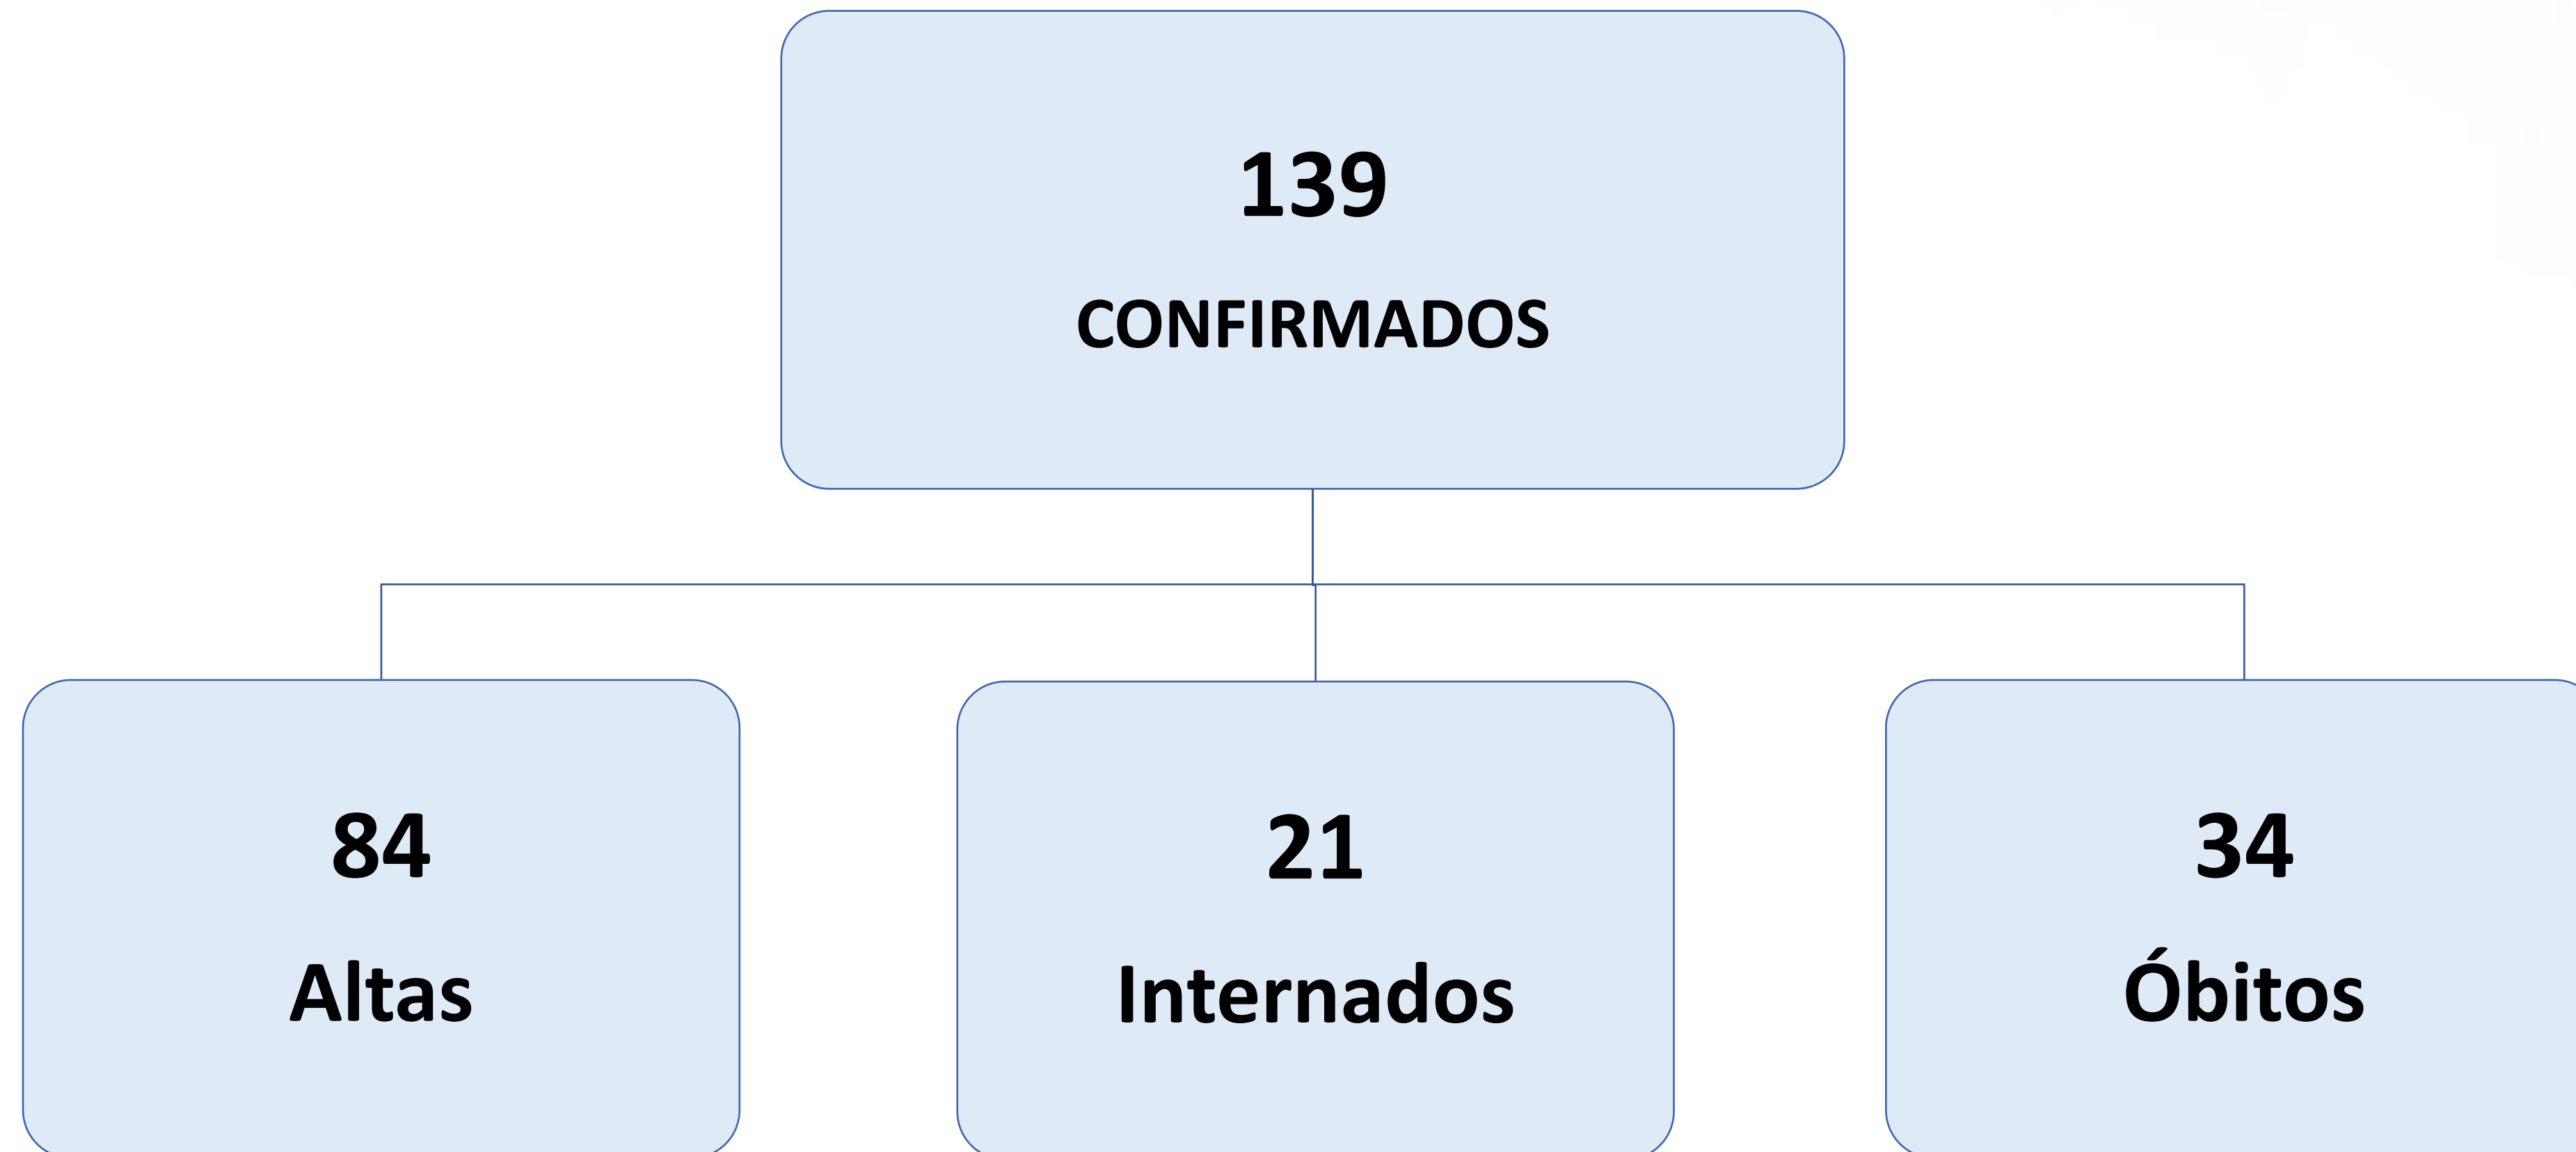 139
CONFIRMADOS
84
Altas
21
Internados
34
Óbitos